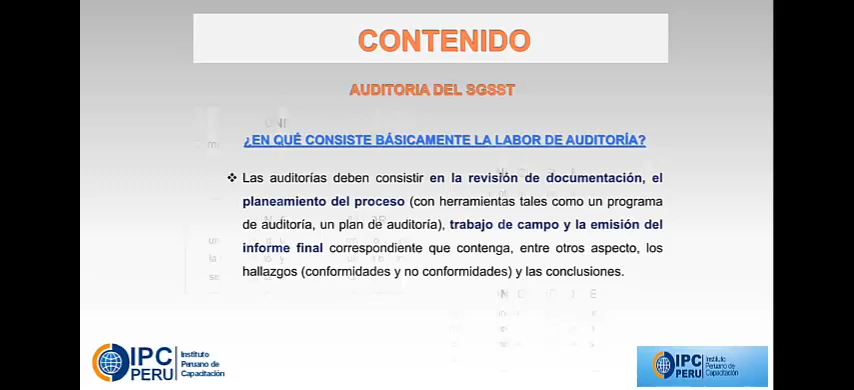 CONTENIDO
AUDITORIA DEL SGSST
¿EN QUÉ CONSISTE BÁSICAMENTE LA LABOR DE AUDITORÍA?
❖ Las auditorías deben consistir en la revisión de documentación, el
planeamiento del proceso (con herramientas tales como un programa
de auditoría, un plan de auditoría), trabajo de campo y la emisión del
informe final correspondiente que contenga, entre otros aspecto, los
hallazgos (conformidades y no conformidades) y las conclusiones.
IPC PERU
Instituto
Peruano de
Capacitación
IPC PERU
Instituto
Peruano de
Capacitación